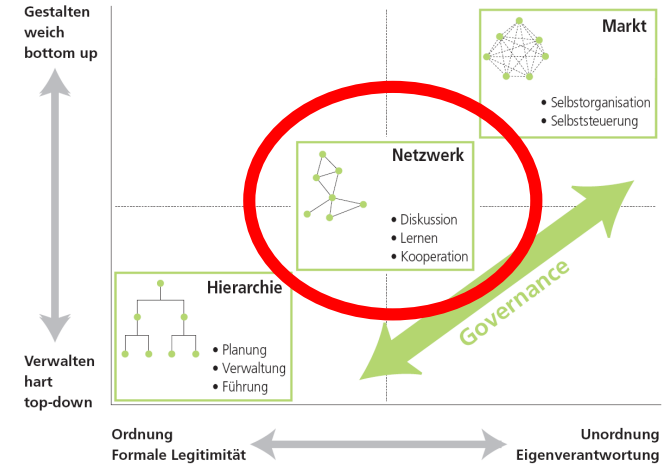 Gestalten
weich
bottom up
Markt
• Selbstorganisation
• Selbststeuerung
Netzwerk
• Diskussion
• Lernen
• Kooperation
Hierarchie
• Planung
• Verwaltung
• Führung
Governance
Verwalten
hart
top-down
Ordnung
Formale Legitimität
Unordnung
Eigenverantwortung